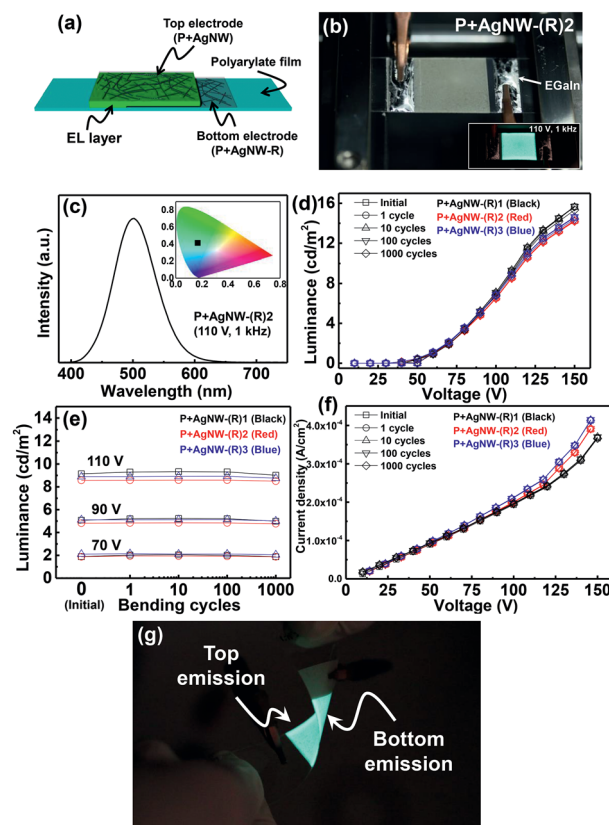 (a)
Top electrode
(P+AgNW)
Polyarylate film
EL layer
Bottom electrode
(P+AgNW-R)
(b)
P+AgNW-(R)2
EGaIn
110 V, 1 kHz
(c)
Intensity (a.u.)
0.8
0.6
0.4
0.2
0.0
0.0 0.2 0.4 0.6 0.8
P+AgNW-(R)2
(110 V, 1 kHz)
400 500 600 700
Wavelength (nm)
(d)
Luminance (cd/m²)
16
14
12
10
8
6
4
2
0
Initial
1 cycle
10 cycles
100 cycles
1000 cycles
P+AgNW-(R)1 (Black)
P+AgNW-(R)2 (Red)
P+AgNW-(R)3 (Blue)
0 25 50 75 100 125 150
Voltage (V)
(e)
Luminance (cd/m²)
14
12
10
8
6
4
2
0
P+AgNW-(R)1 (Black)
P+AgNW-(R)2 (Red)
P+AgNW-(R)3 (Blue)
110 V
90 V
70 V
0 1 10 100 1000
(Initial)
Bending cycles
(f)
Current density (A/cm²)
4.0x10⁻⁴
3.0x10⁻⁴
2.0x10⁻⁴
1.0x10⁻⁴
0.0
Initial
1 cycle
10 cycles
100 cycles
1000 cycles
P+AgNW-(R)1 (Black)
P+AgNW-(R)2 (Red)
P+AgNW-(R)3 (Blue)
0 25 50 75 100 125 150
Voltage (V)
(g)
Top
emission
Bottom
emission